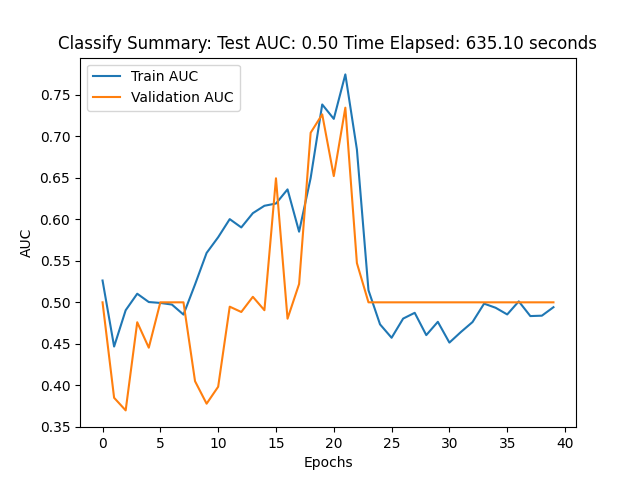 Classify Summary: Test AUC: 0.50 Time Elapsed: 635.10 seconds
Train AUC
Validation AUC
0.75
0.70
0.65
0.60
0.55
0.50
0.45
0.40
0.35
AUC
0 5 10 15 20 25 30 35 40
Epochs